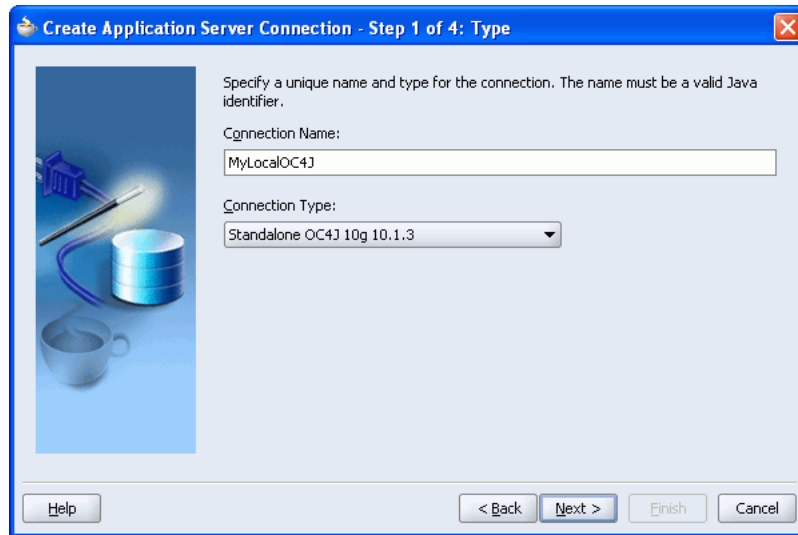 Create Application Server Connection - Step 1 of 4: Type
Specify a unique name and type for the connection. The name must be a valid Java
identifier.
Connection Name:
MyLocalOC4J
Connection Type:
Standalone OC4J 10g 10.1.3
Help
< Back
Next >
Finish
Cancel